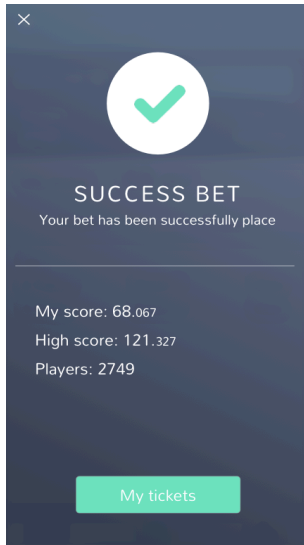 SUCCESS BET
Your bet has been successfully place
My score: 68.067
High score: 121.327
Players: 2749
My tickets